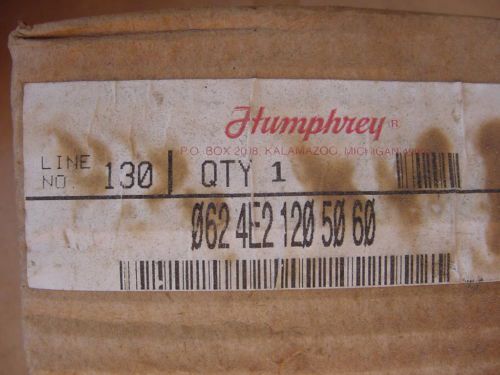 Humphrey ®
P.O. BOX 2018, KALAMAZOO, MICHIGAN
LINE NO. 130 QTY 1
Ø62 4E2 12Ø 5Ø 6Ø